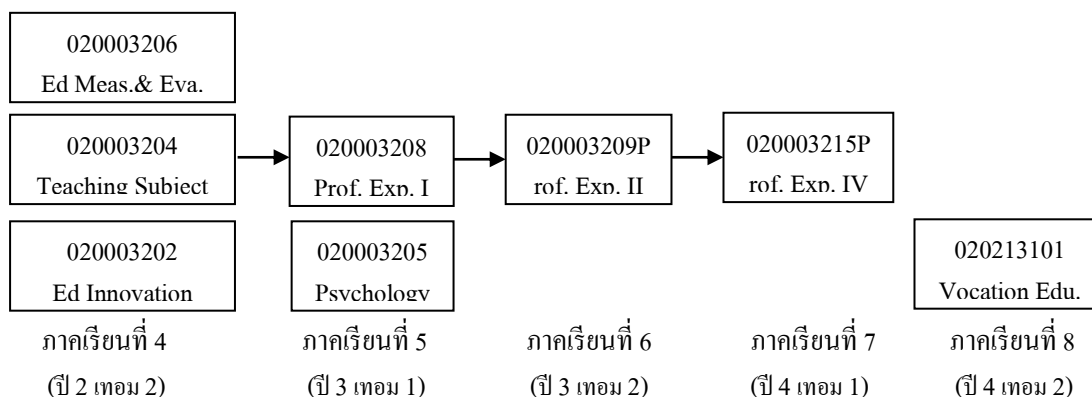 020003206
Ed Meas.& Eva.
020003204
Teaching Subject
020003208
Prof. Exp. I
020003209P
rof. Exp. II
020003215P
rof. Exp. IV
020003202
Ed Innovation
020003205
Psychology
020213101
Vocation Edu.
ภาคเรียนที่ 4
ภาคเรียนที่ 5
ภาคเรียนที่ 6
ภาคเรียนที่ 7
ภาคเรียนที่ 8
(ปี 2 เทอม 2)
(ปี 3 เทอม 1)
(ปี 3 เทอม 2)
(ปี 4 เทอม 1)
(ปี 4 เทอม 2)